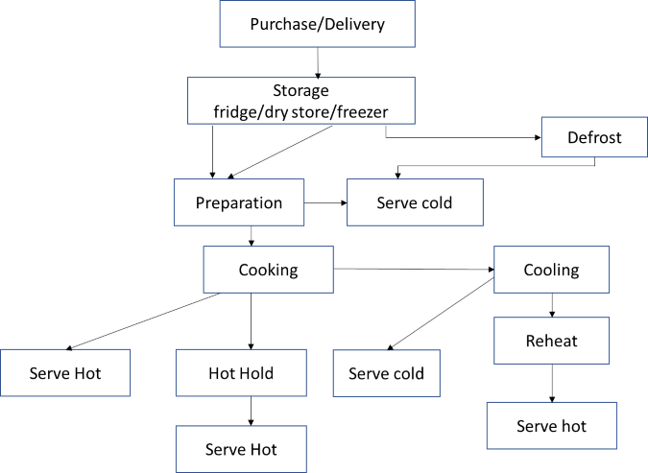 Purchase/Delivery
Storage
fridge/dry store/freezer
Defrost
Preparation
Serve cold
Cooking
Cooling
Reheat
Serve Hot
Hot Hold
Serve cold
Serve hot
Serve Hot